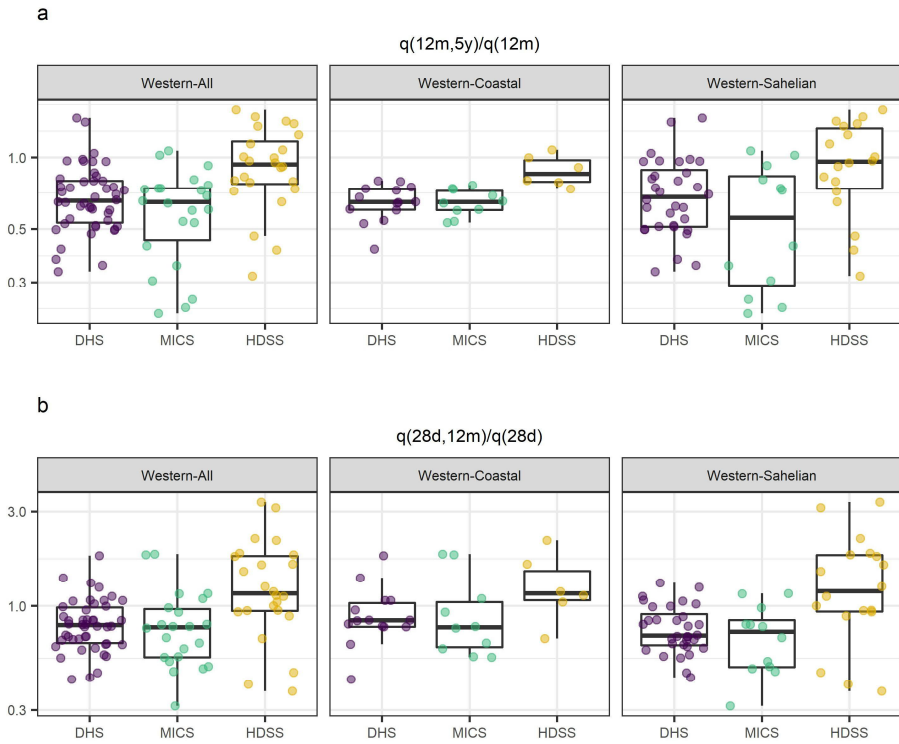 a
q(12m,5y)/q(12m)
Western-All Western-Coastal Western-Sahelian
1.0
0.5
0.3
DHS MICS HDSS DHS MICS HDSS DHS MICS HDSS
b
q(28d,12m)/q(28d)
Western-All Western-Coastal Western-Sahelian
3.0
1.0
0.3
DHS MICS HDSS DHS MICS HDSS DHS MICS HDSS